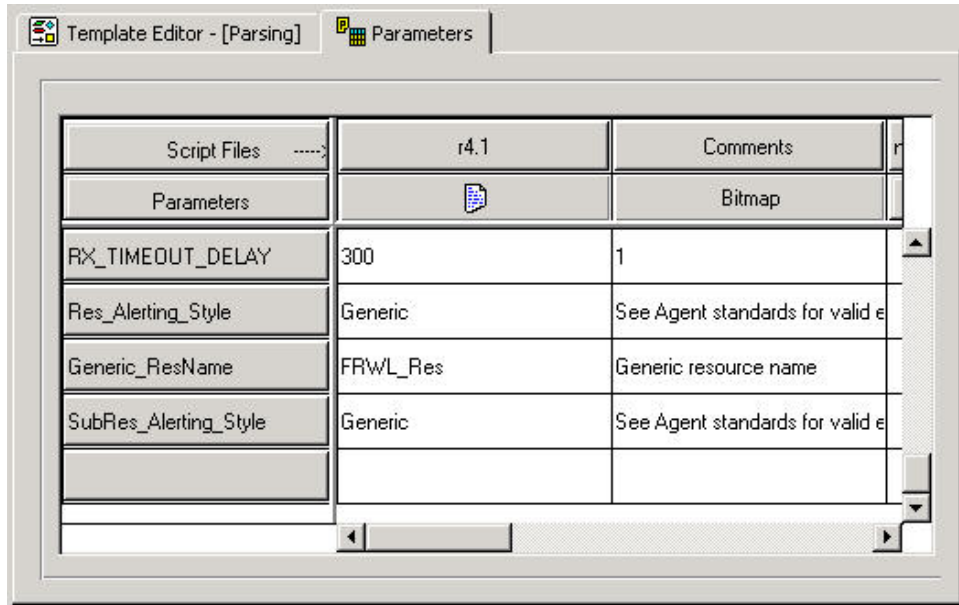 Template Editor - [Parsing] Parameters
Script Files -----> r4.1 Comments
Parameters Bitmap
RX_TIMEOUT_DELAY 300 1
Res_Alerting_Style Generic See Agent standards for valid e
Generic_ResName FRWL_Res Generic resource name
SubRes_Alerting_Style Generic See Agent standards for valid e